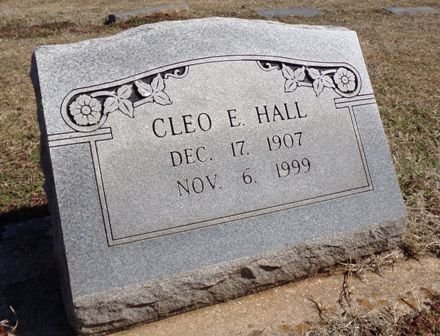 CLEO E. HALL
DEC. 17. 1907
NOV. 6. 1999